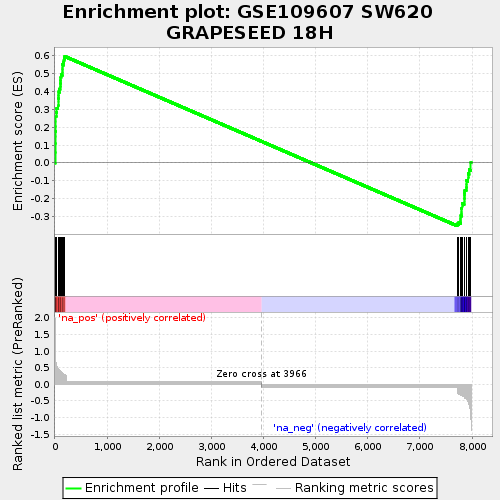 Enrichment plot: GSE109607 SW620
GRAPESEED 18H
Enrichment score (ES)
0.6
0.5
0.4
0.3
0.2
0.1
0.0
-0.1
-0.2
-0.3
'na_pos' (positively correlated)
Ranked list metric (PreRanked)
2.0
1.5
1.0
0.5
0.0
-0.5
-1.0
-1.5
Zero cross at 3966
'na_neg' (negatively correlated)
0 1,000 2,000 3,000 4,000 5,000 6,000 7,000 8,000
Rank in Ordered Dataset
Enrichment profile Hits Ranking metric scores